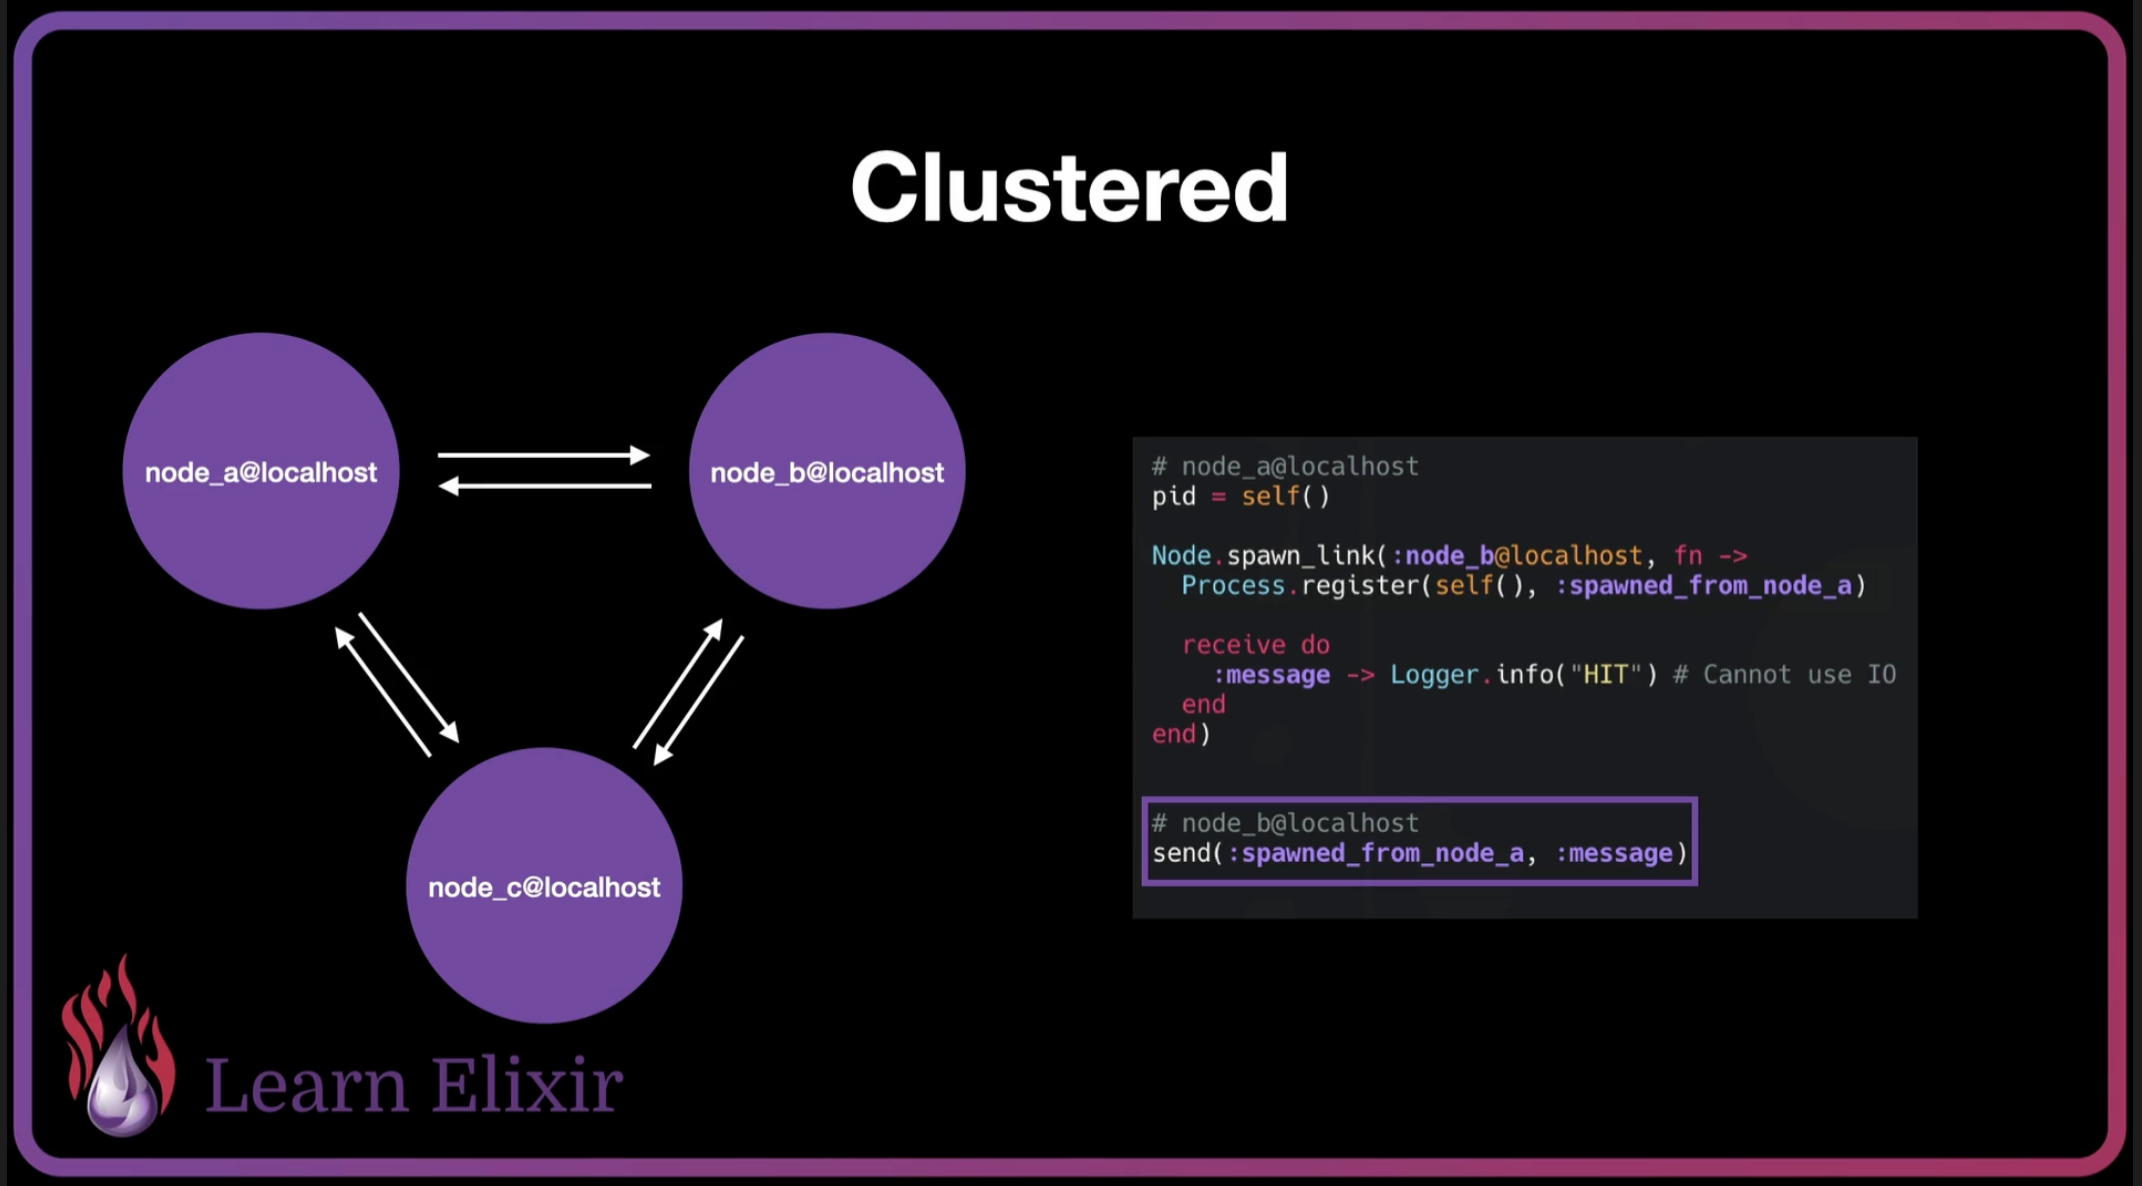 Clustered
node_a@localhost
node_b@localhost
node_c@localhost
# node_a@localhost
pid = self()
Node.spawn_link(:node_b@localhost, fn ->
  Process.register(self(), :spawned_from_node_a)
  receive do
    :message -> Logger.info("HIT") # Cannot use IO
  end
end)
# node_b@localhost
send(:spawned_from_node_a, :message)
Learn Elixir